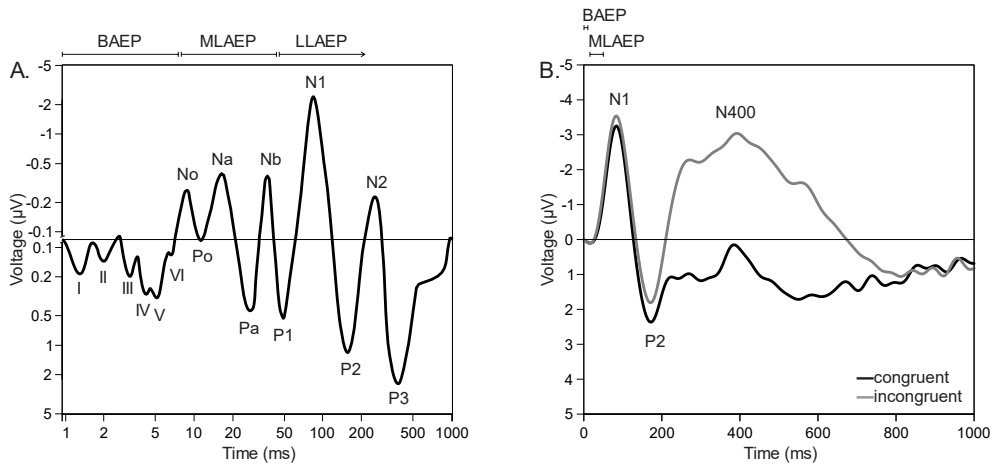 BAEP MLAEP LLAEP
A.
-5
-2
-1
-0.5
-0.2
-0.1
0.1
0.2
0.5
1
2
5
Voltage (µV)
I
II
III
IV
V
VI
No
Po
Na
Pa
Nb
P1
N1
P2
N2
P3
1 2 5 10 20 50 100 200 500 1000
Time (ms)
BAEP
MLAEP
B.
-5
-4
-3
-2
-1
0
1
2
3
4
5
Voltage (µV)
N1
P2
N400
congruent
incongruent
0 200 400 600 800 1000
Time (ms)